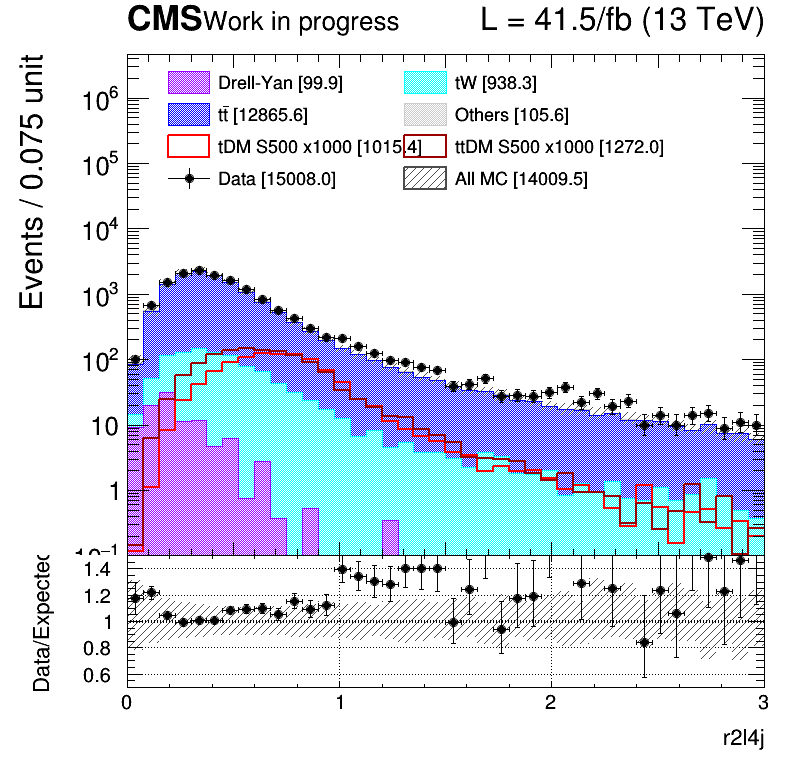 CMS Work in progress L = 41.5/fb (13 TeV)
Drell-Yan [99.9] tW [938.3]
tt̄ [12865.6] Others [105.6]
tDM S500 x1000 [1015.4] ttDM S500 x1000 [1272.0]
Data [15008.0] All MC [14009.5]
Events / 0.075 unit
10⁶
10⁵
10⁴
10³
10²
10
1
10⁻¹
Data/Expected
1.4
1.2
1
0.8
0.6
0 1 2 3
r2l4j